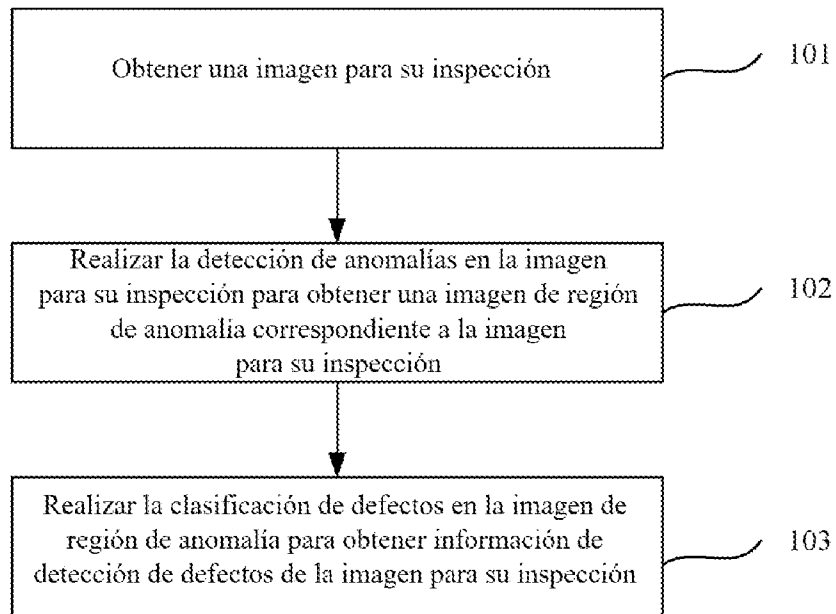 Obtener una imagen para su inspección
101
Realizar la detección de anomalías en la imagen
para su inspección para obtener una imagen de región
de anomalía correspondiente a la imagen
para su inspección
102
Realizar la clasificación de defectos en la imagen de
región de anomalía para obtener información de
detección de defectos de la imagen para su inspección
103